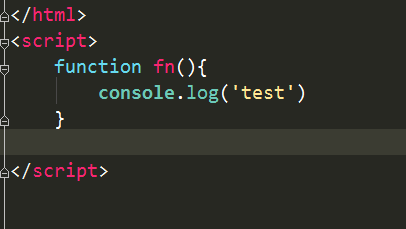 </html>
<script>
function fn(){
console.log('test')
}
</script>